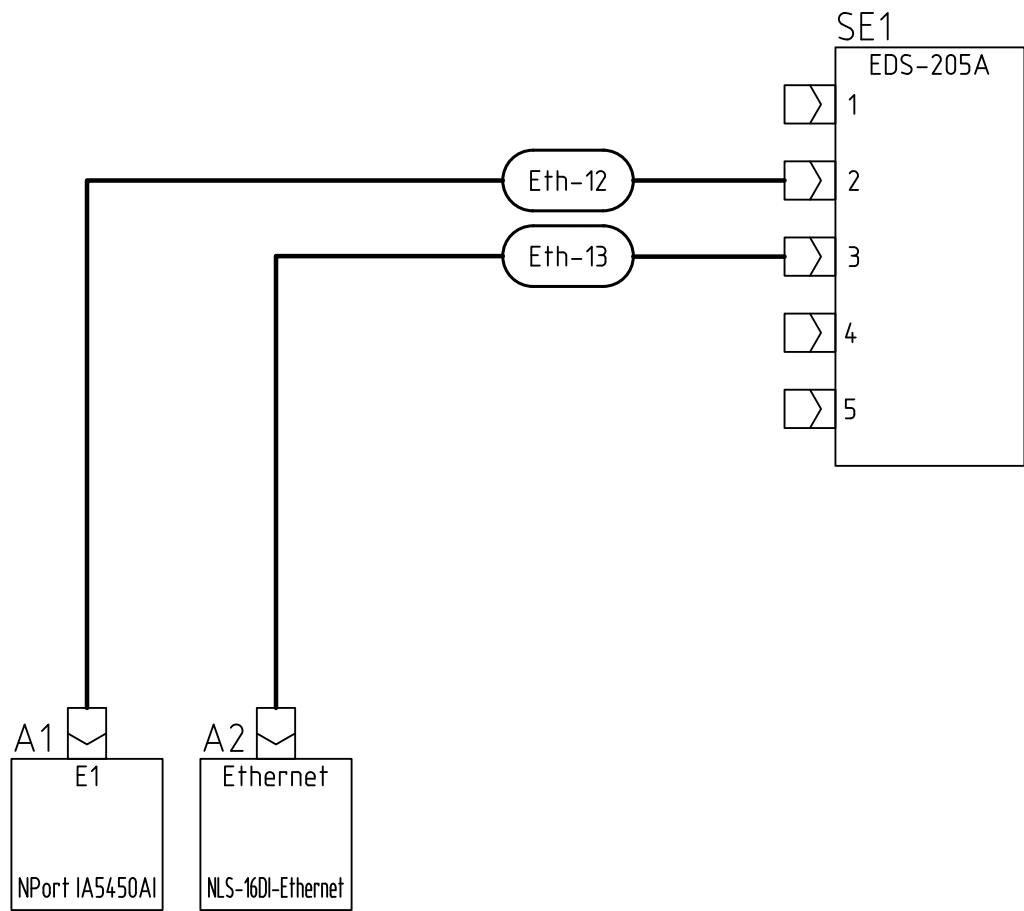 SE1
EDS-205A
1
Eth-12
2
Eth-13
3
4
5
A1
A2
E1
Ethernet
NPort IA5450AI
NLS-16DI-Ethernet